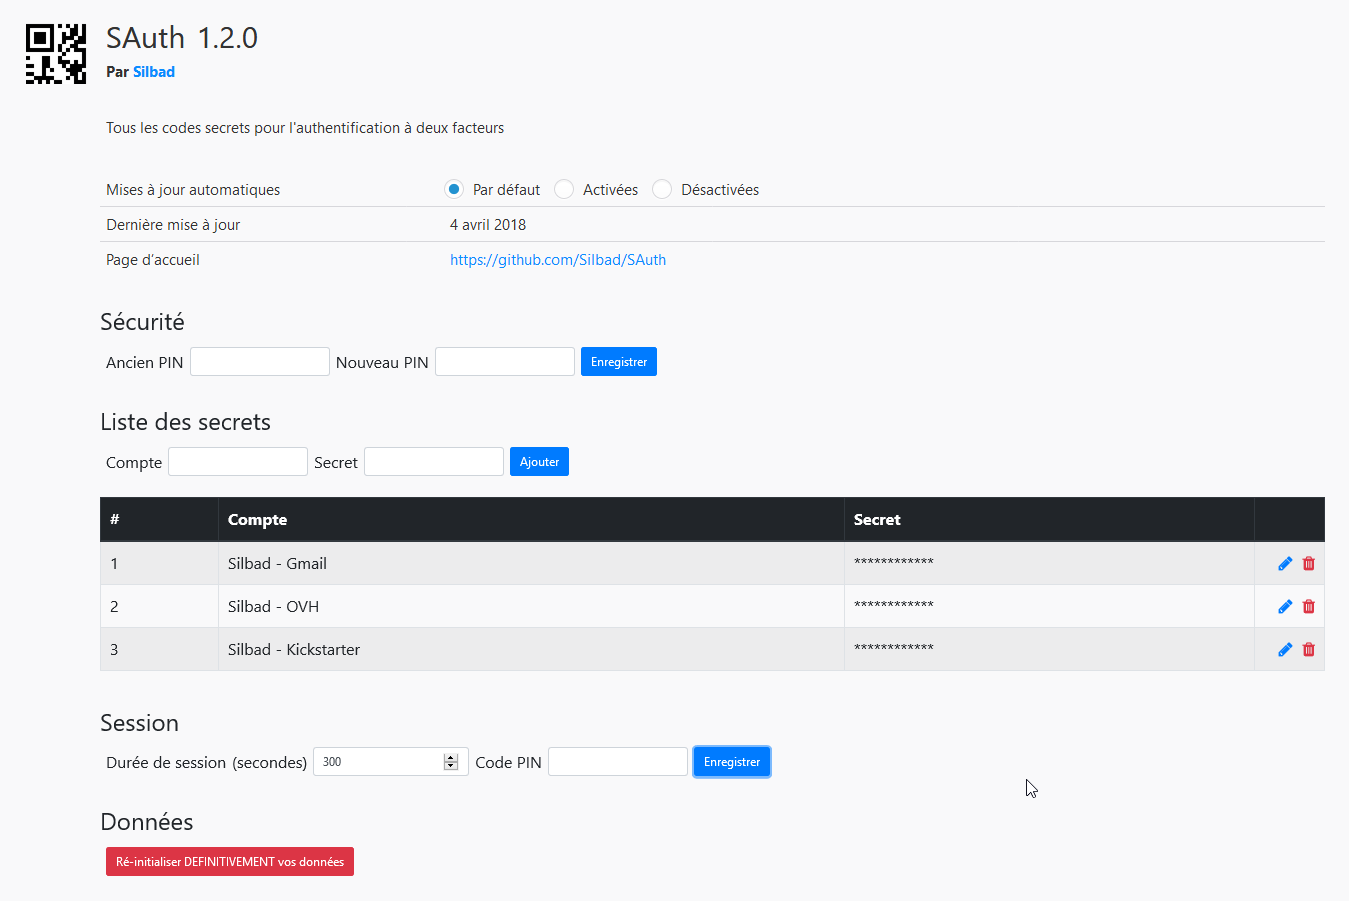 SAuth 1.2.0
Par Silbad
Tous les codes secrets pour l'authentification à deux facteurs
Mises à jour automatiques Par défaut Activées Désactivées
Dernière mise à jour 4 avril 2018
Page d’accueil https://github.com/Silbad/SAuth
Sécurité
Ancien PIN Nouveau PIN Enregistrer
Liste des secrets
Compte Secret Ajouter
# Compte Secret
1 Silbad - Gmail ************
2 Silbad - OVH ************
3 Silbad - Kickstarter ************
Session
Durée de session (secondes) 300 Code PIN Enregistrer
Données
Ré-initialiser DEFINITIVEMENT vos données